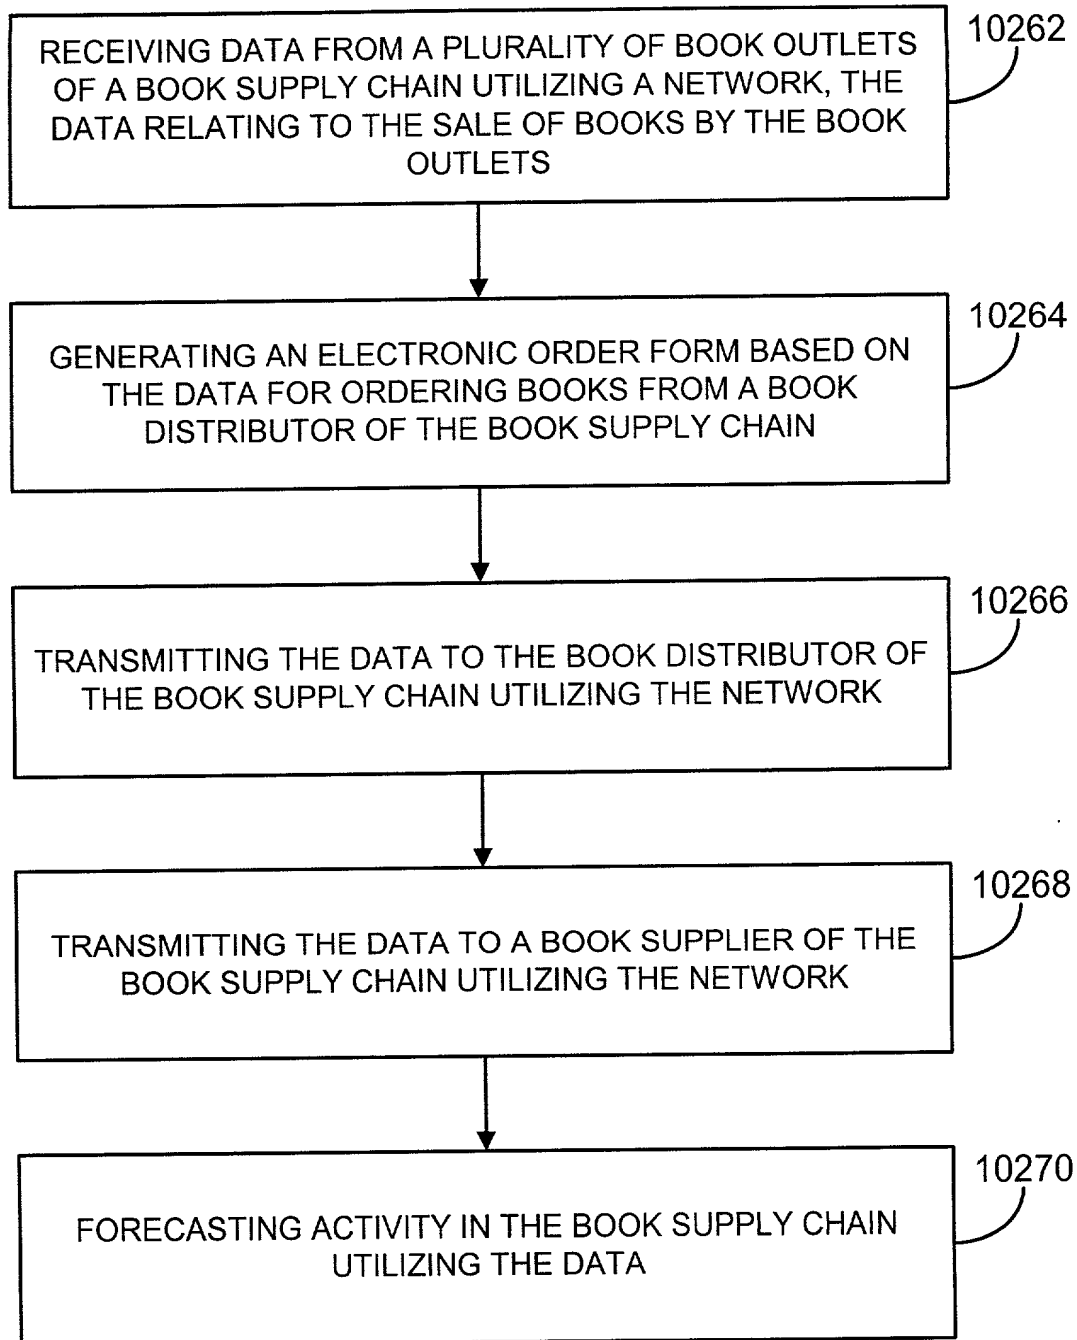 RECEIVING DATA FROM A PLURALITY OF BOOK OUTLETS
OF A BOOK SUPPLY CHAIN UTILIZING A NETWORK, THE
DATA RELATING TO THE SALE OF BOOKS BY THE BOOK
OUTLETS
10262
GENERATING AN ELECTRONIC ORDER FORM BASED ON
THE DATA FOR ORDERING BOOKS FROM A BOOK
DISTRIBUTOR OF THE BOOK SUPPLY CHAIN
10264
TRANSMITTING THE DATA TO THE BOOK DISTRIBUTOR OF
THE BOOK SUPPLY CHAIN UTILIZING THE NETWORK
10266
TRANSMITTING THE DATA TO A BOOK SUPPLIER OF THE
BOOK SUPPLY CHAIN UTILIZING THE NETWORK
10268
FORECASTING ACTIVITY IN THE BOOK SUPPLY CHAIN
UTILIZING THE DATA
10270